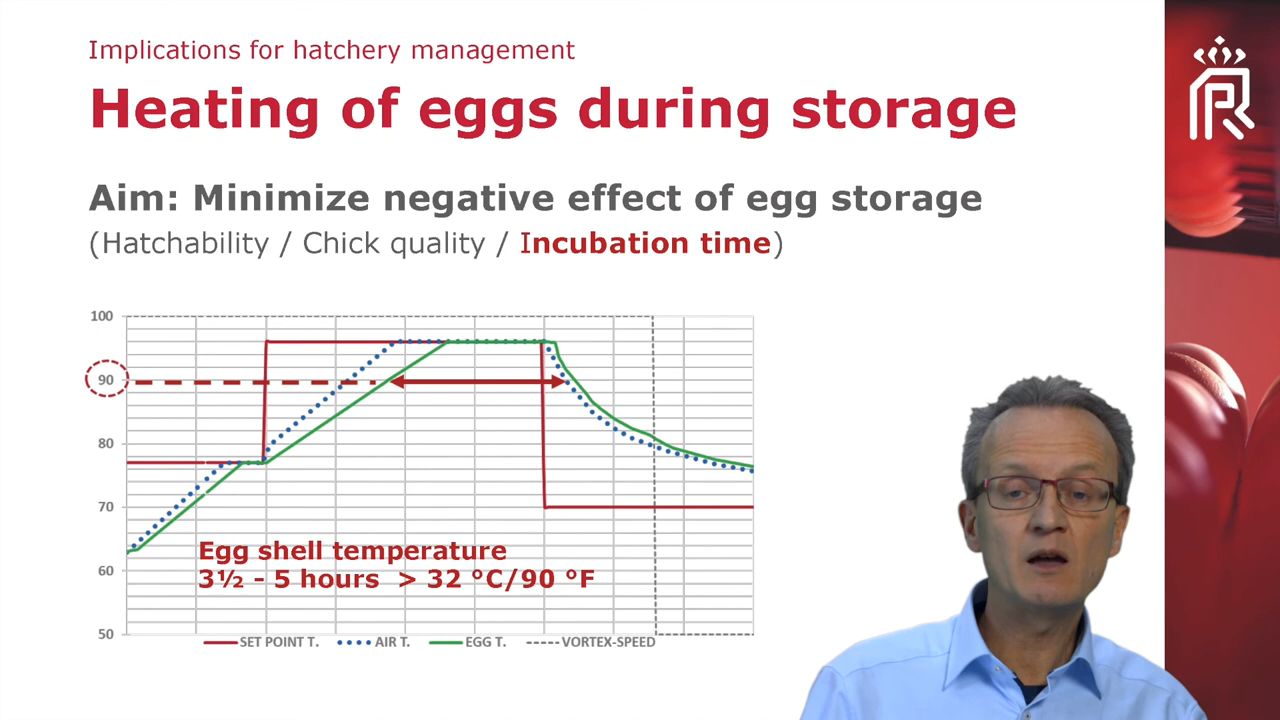 Implications for hatchery management
Heating of eggs during storage
Aim: Minimize negative effect of egg storage
(Hatchability / Chick quality / Incubation time)
100
90
80
70
60
50
Egg shell temperature
3½ - 5 hours > 32 °C/90 °F
SET POINT T. AIR T. EGG T. VORTEX-SPEED